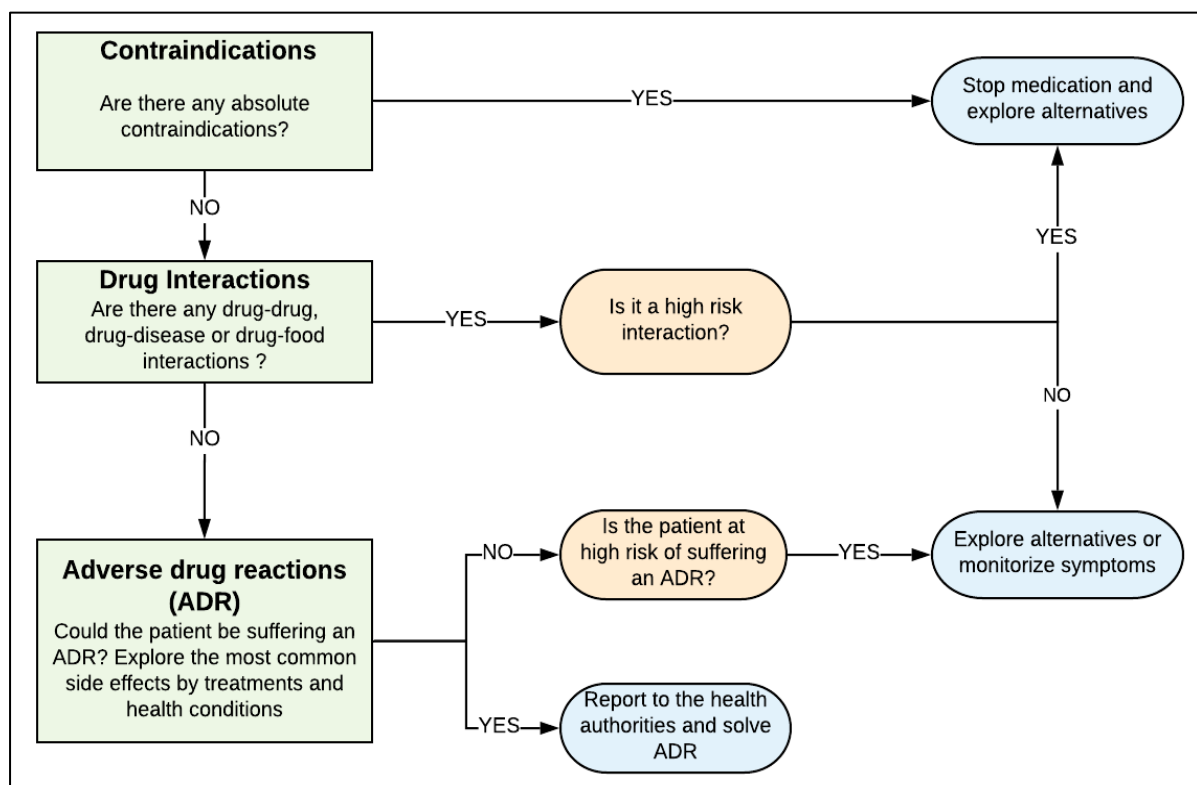 Contraindications
Are there any absolute
contraindications?
YES
Stop medication and
explore alternatives
NO
YES
Drug Interactions
Are there any drug-drug,
drug-disease or drug-food
interactions ?
YES
Is it a high risk
interaction?
NO
NO
Adverse drug reactions
(ADR)
Could the patient be suffering an
ADR? Explore the most common
side effects by treatments and
health conditions
NO
Is the patient at
high risk of suffering
an ADR?
YES
Explore alternatives or
monitorize symptoms
YES
Report to the health
authorities and solve
ADR